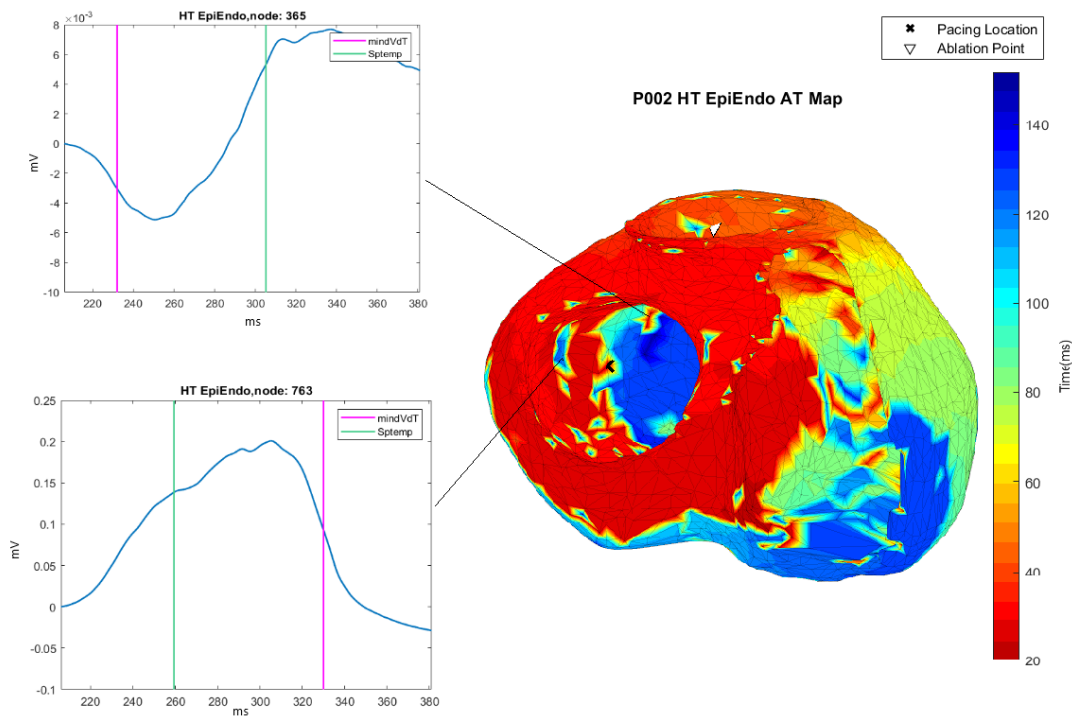 HT EpiEndo,node: 365
×10⁻³
8
6
4
2
0
-2
-4
-6
-8
-10
mV
220 240 260 280 300 320 340 360 380
ms
mindVdT
Sptemp
HT EpiEndo,node: 763
0.25
0.2
0.15
0.1
0.05
0
-0.05
-0.1
mV
220 240 260 280 300 320 340 360 380
ms
mindVdT
Sptemp
Pacing Location
Ablation Point
P002 HT EpiEndo AT Map
140
120
100
80
60
40
20
Time(ms)